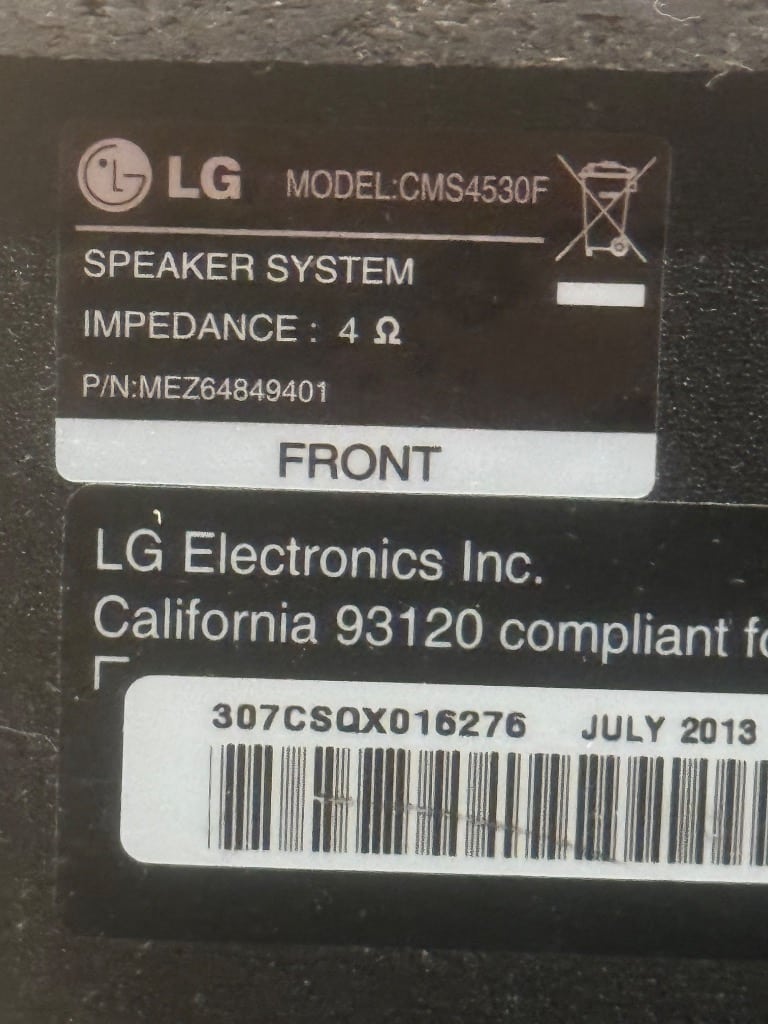 LG MODEL:CMS4530F
SPEAKER SYSTEM
IMPEDANCE : 4 Ω
P/N:MEZ64849401
FRONT
LG Electronics Inc.
California 93120 compliant
307CSQX016276 JULY 2013